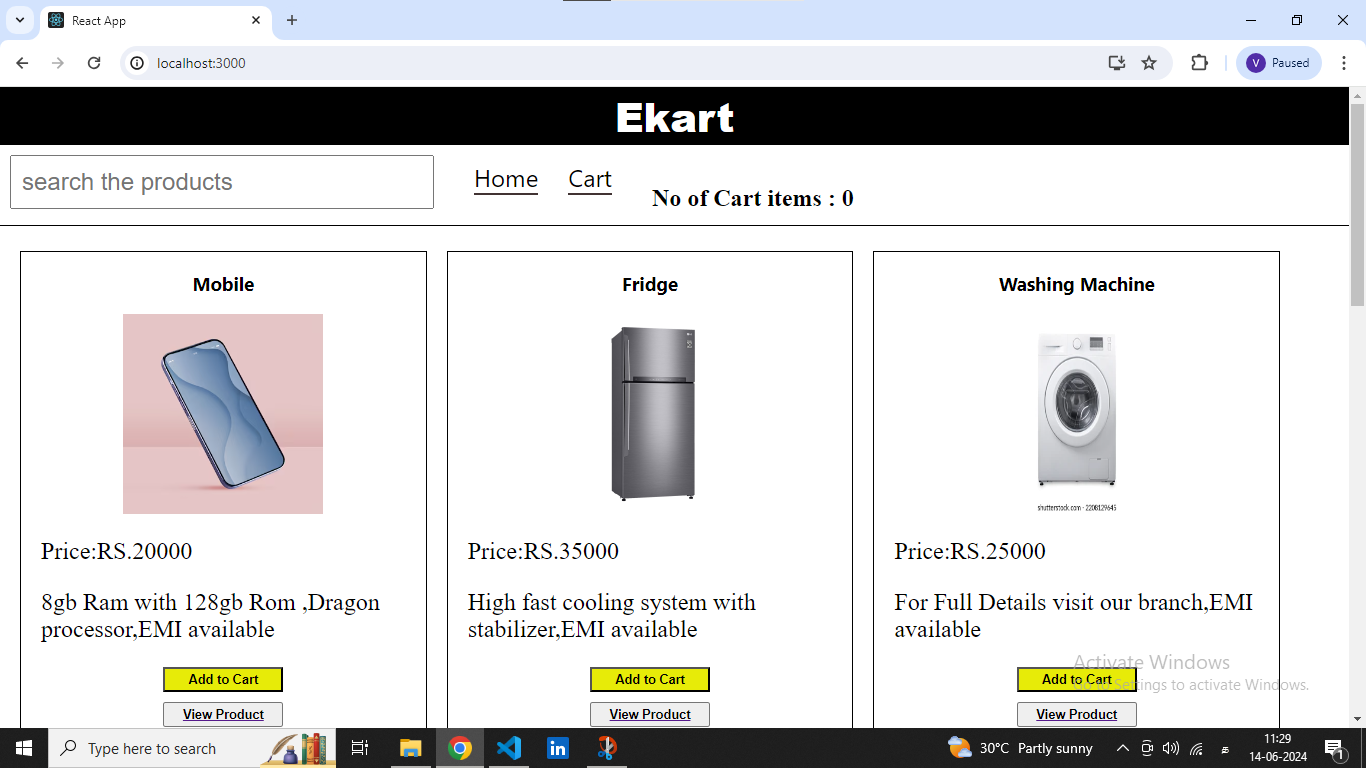 React App
localhost:3000
V Paused
Ekart
search the products
Home Cart No of Cart items : 0
Mobile
Fridge
Washing Machine
shutterstock.com · 2208129645
Price:RS.20000
Price:RS.35000
Price:RS.25000
8gb Ram with 128gb Rom ,Dragon
processor,EMI available
High fast cooling system with
stabilizer,EMI available
For Full Details visit our branch,EMI
available
Add to Cart
Add to Cart
Add to Cart
View Product
View Product
View Product
Activate Windows
Go to Settings to activate Windows.
Type here to search
30°C Partly sunny
11:29
14-06-2024
1